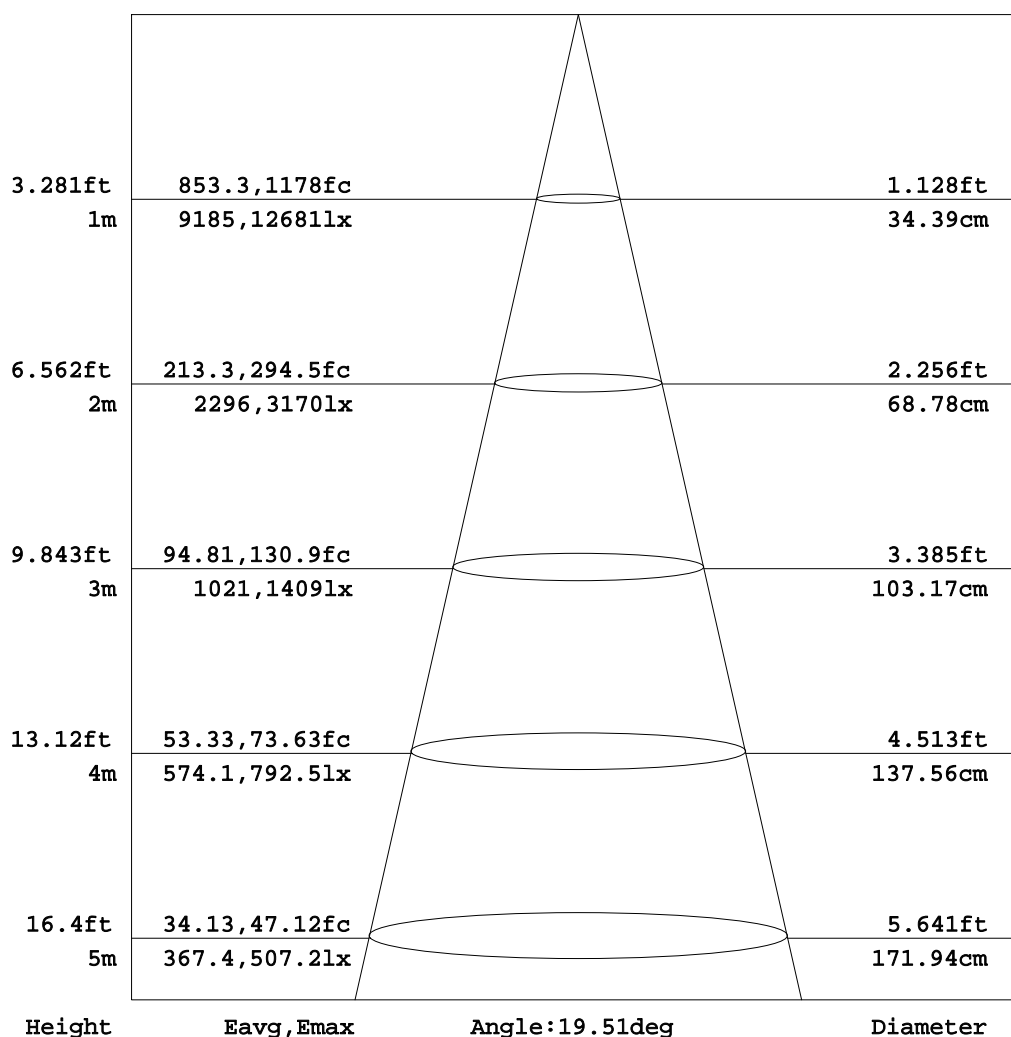 3.281ft 853.3,1178fc 1.128ft
1m 9185,12681lx 34.39cm
6.562ft 213.3,294.5fc 2.256ft
2m 2296,3170lx 68.78cm
9.843ft 94.81,130.9fc 3.385ft
3m 1021,1409lx 103.17cm
13.12ft 53.33,73.63fc 4.513ft
4m 574.1,792.5lx 137.56cm
16.4ft 34.13,47.12fc 5.641ft
5m 367.4,507.2lx 171.94cm
Height Eavg,Emax Angle:19.51deg Diameter